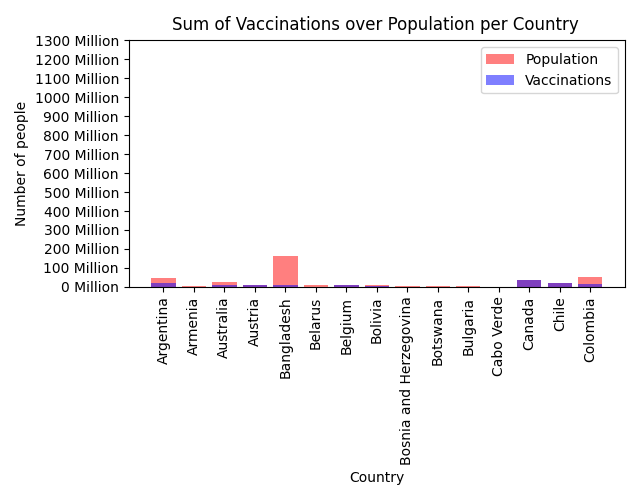 Sum of Vaccinations over Population per Country
1300 Million
1200 Million
1100 Million
1000 Million
900 Million
800 Million
700 Million
600 Million
500 Million
400 Million
300 Million
200 Million
100 Million
0 Million
Number of people
Population
Vaccinations
Argentina
Armenia
Australia
Austria
Bangladesh
Belarus
Belgium
Bolivia
Bosnia and Herzegovina
Botswana
Bulgaria
Cabo Verde
Canada
Chile
Colombia
Country